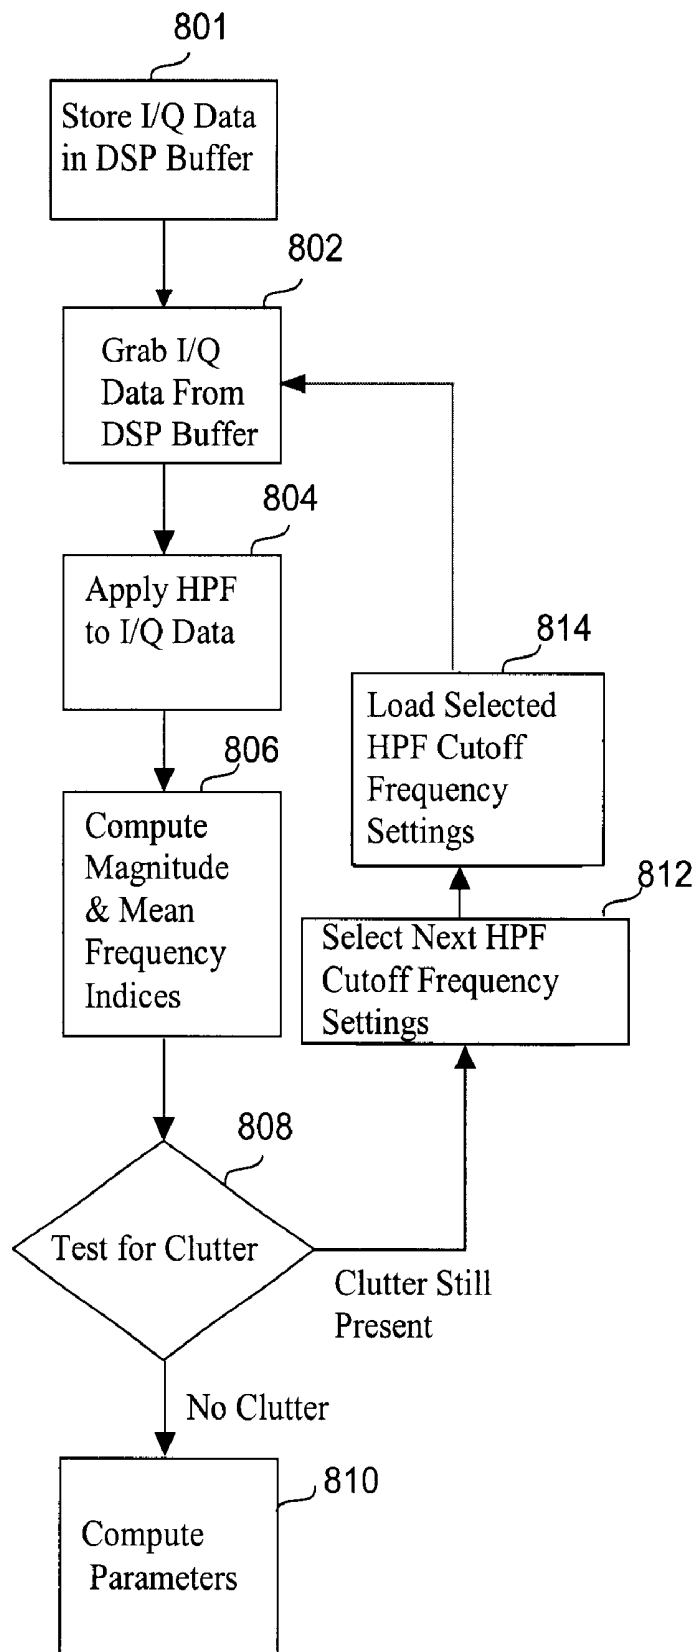 801
Store I/Q Data
in DSP Buffer
802
Grab I/Q
Data From
DSP Buffer
804
Apply HPF
to I/Q Data
806
Compute
Magnitude
& Mean
Frequency
Indices
808
Test for Clutter
Clutter Still
Present
812
Select Next HPF
Cutoff Frequency
Settings
814
Load Selected
HPF Cutoff
Frequency
Settings
No Clutter
810
Compute
Parameters